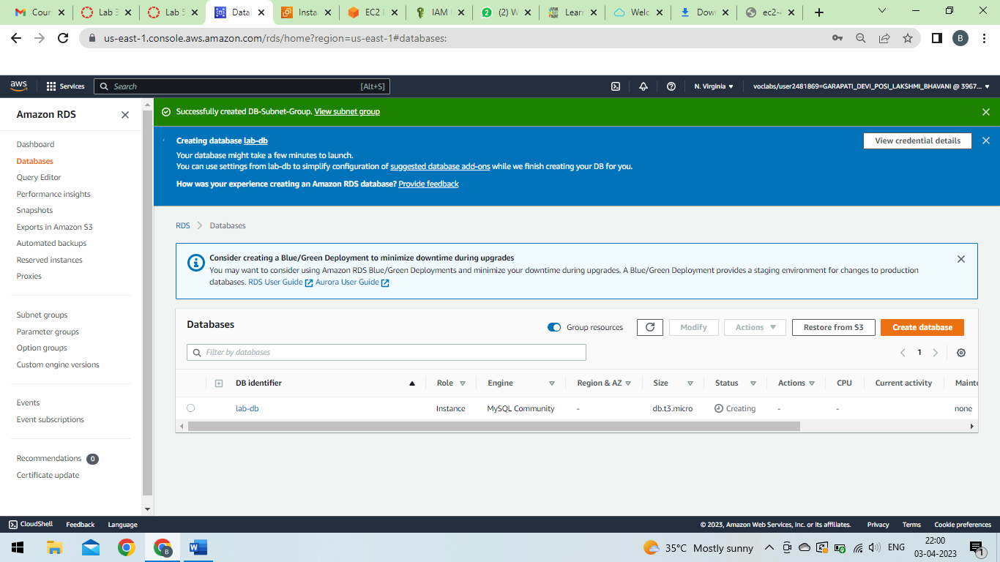 Cours
Lab 3
Lab 5
Datal
Insta
EC2
IAM
(2) W
Learn
Welc
Dow
ec2-
us-east-1.console.aws.amazon.com/rds/home?region=us-east-1#databases:
B
aws
Services
Search
[Alt+S]
N. Virginia
voclabs/user2481869=GARAPATI_DEVI_POSI_LAKSHMI_BHAVANI @ 3967...
Amazon RDS
Dashboard
Databases
Query Editor
Performance insights
Snapshots
Exports in Amazon S3
Automated backups
Reserved instances
Proxies
Subnet groups
Parameter groups
Option groups
Custom engine versions
Events
Event subscriptions
Recommendations 0
Certificate update
Successfully created DB-Subnet-Group. View subnet group
Creating database lab-db
View credential details
Your database might take a few minutes to launch.
You can use settings from lab-db to simplify configuration of suggested database add-ons while we finish creating your DB for you.
How was your experience creating an Amazon RDS database? Provide feedback
RDS
Databases
Consider creating a Blue/Green Deployment to minimize downtime during upgrades
You may want to consider using Amazon RDS Blue/Green Deployments and minimize your downtime during upgrades. A Blue/Green Deployment provides a staging environment for changes to production
databases. RDS User Guide Aurora User Guide
Databases
Group resources
Modify
Actions
Restore from S3
Create database
Filter by databases
1
DB identifier
Role
Engine
Region & AZ
Size
Status
Actions
CPU
Current activity
Mainte
lab-db
Instance
MySQL Community
-
db.t3.micro
Creating
-
-
none
CloudShell
Feedback
Language
© 2023, Amazon Web Services, Inc. or its affiliates.
Privacy
Terms
Cookie preferences
35°C Mostly sunny
ENG
22:00
03-04-2023
1